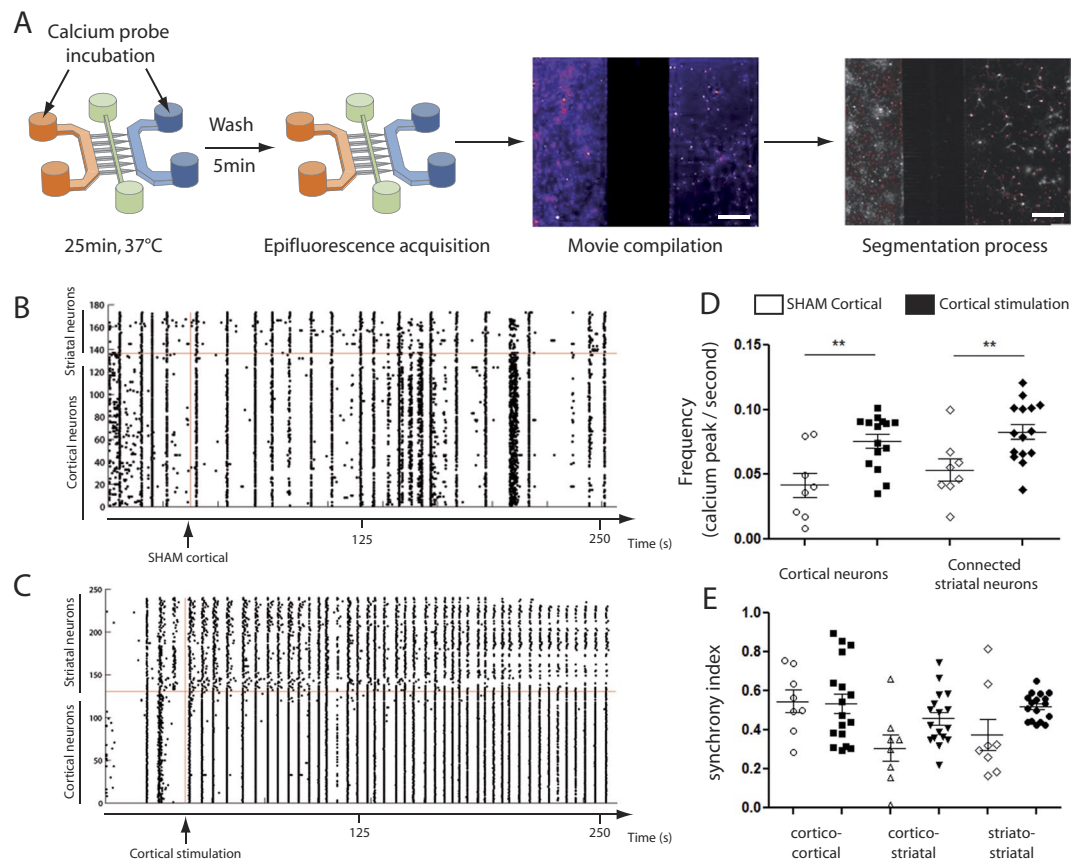 A
Calcium probe
incubation
Wash
5min
25min, 37°C
Epifluorescence acquisition
Movie compilation
Segmentation process
B
Striatal neurons
Cortical neurons
180
160
140
120
100
80
60
40
20
0
125
250
Time (s)
SHAM cortical
C
Striatal neurons
Cortical neurons
250
200
150
100
50
0
125
250
Time (s)
Cortical stimulation
D
SHAM Cortical
Cortical stimulation
Frequency
(calcium peak / second)
0.15
0.10
0.05
0.00
**
**
Cortical neurons
Connected
striatal neurons
E
synchrony index
1.0
0.8
0.6
0.4
0.2
0.0
cortico-
cortical
cortico-
striatal
striato-
striatal